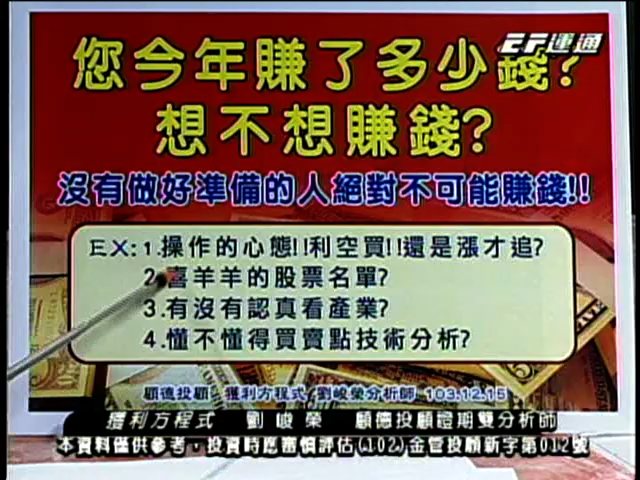 EF運通
您今年賺了多少錢?
想不想賺錢?
沒有做好準備的人絕對不可能賺錢!!
EX:1.操作的心態!!利空買!!還是漲才追?
2.喜羊羊的股票名單?
3.有沒有認真看產業?
4.懂不懂得買賣點技術分析?
顧德投顧 獲利方程式 劉峻榮分析師 103.12.15
獲利方程式 劉峻榮 顧德投顧證期雙分析師
本資料僅供參考，投資時應審慎評估(102)金管投顧新字第012號